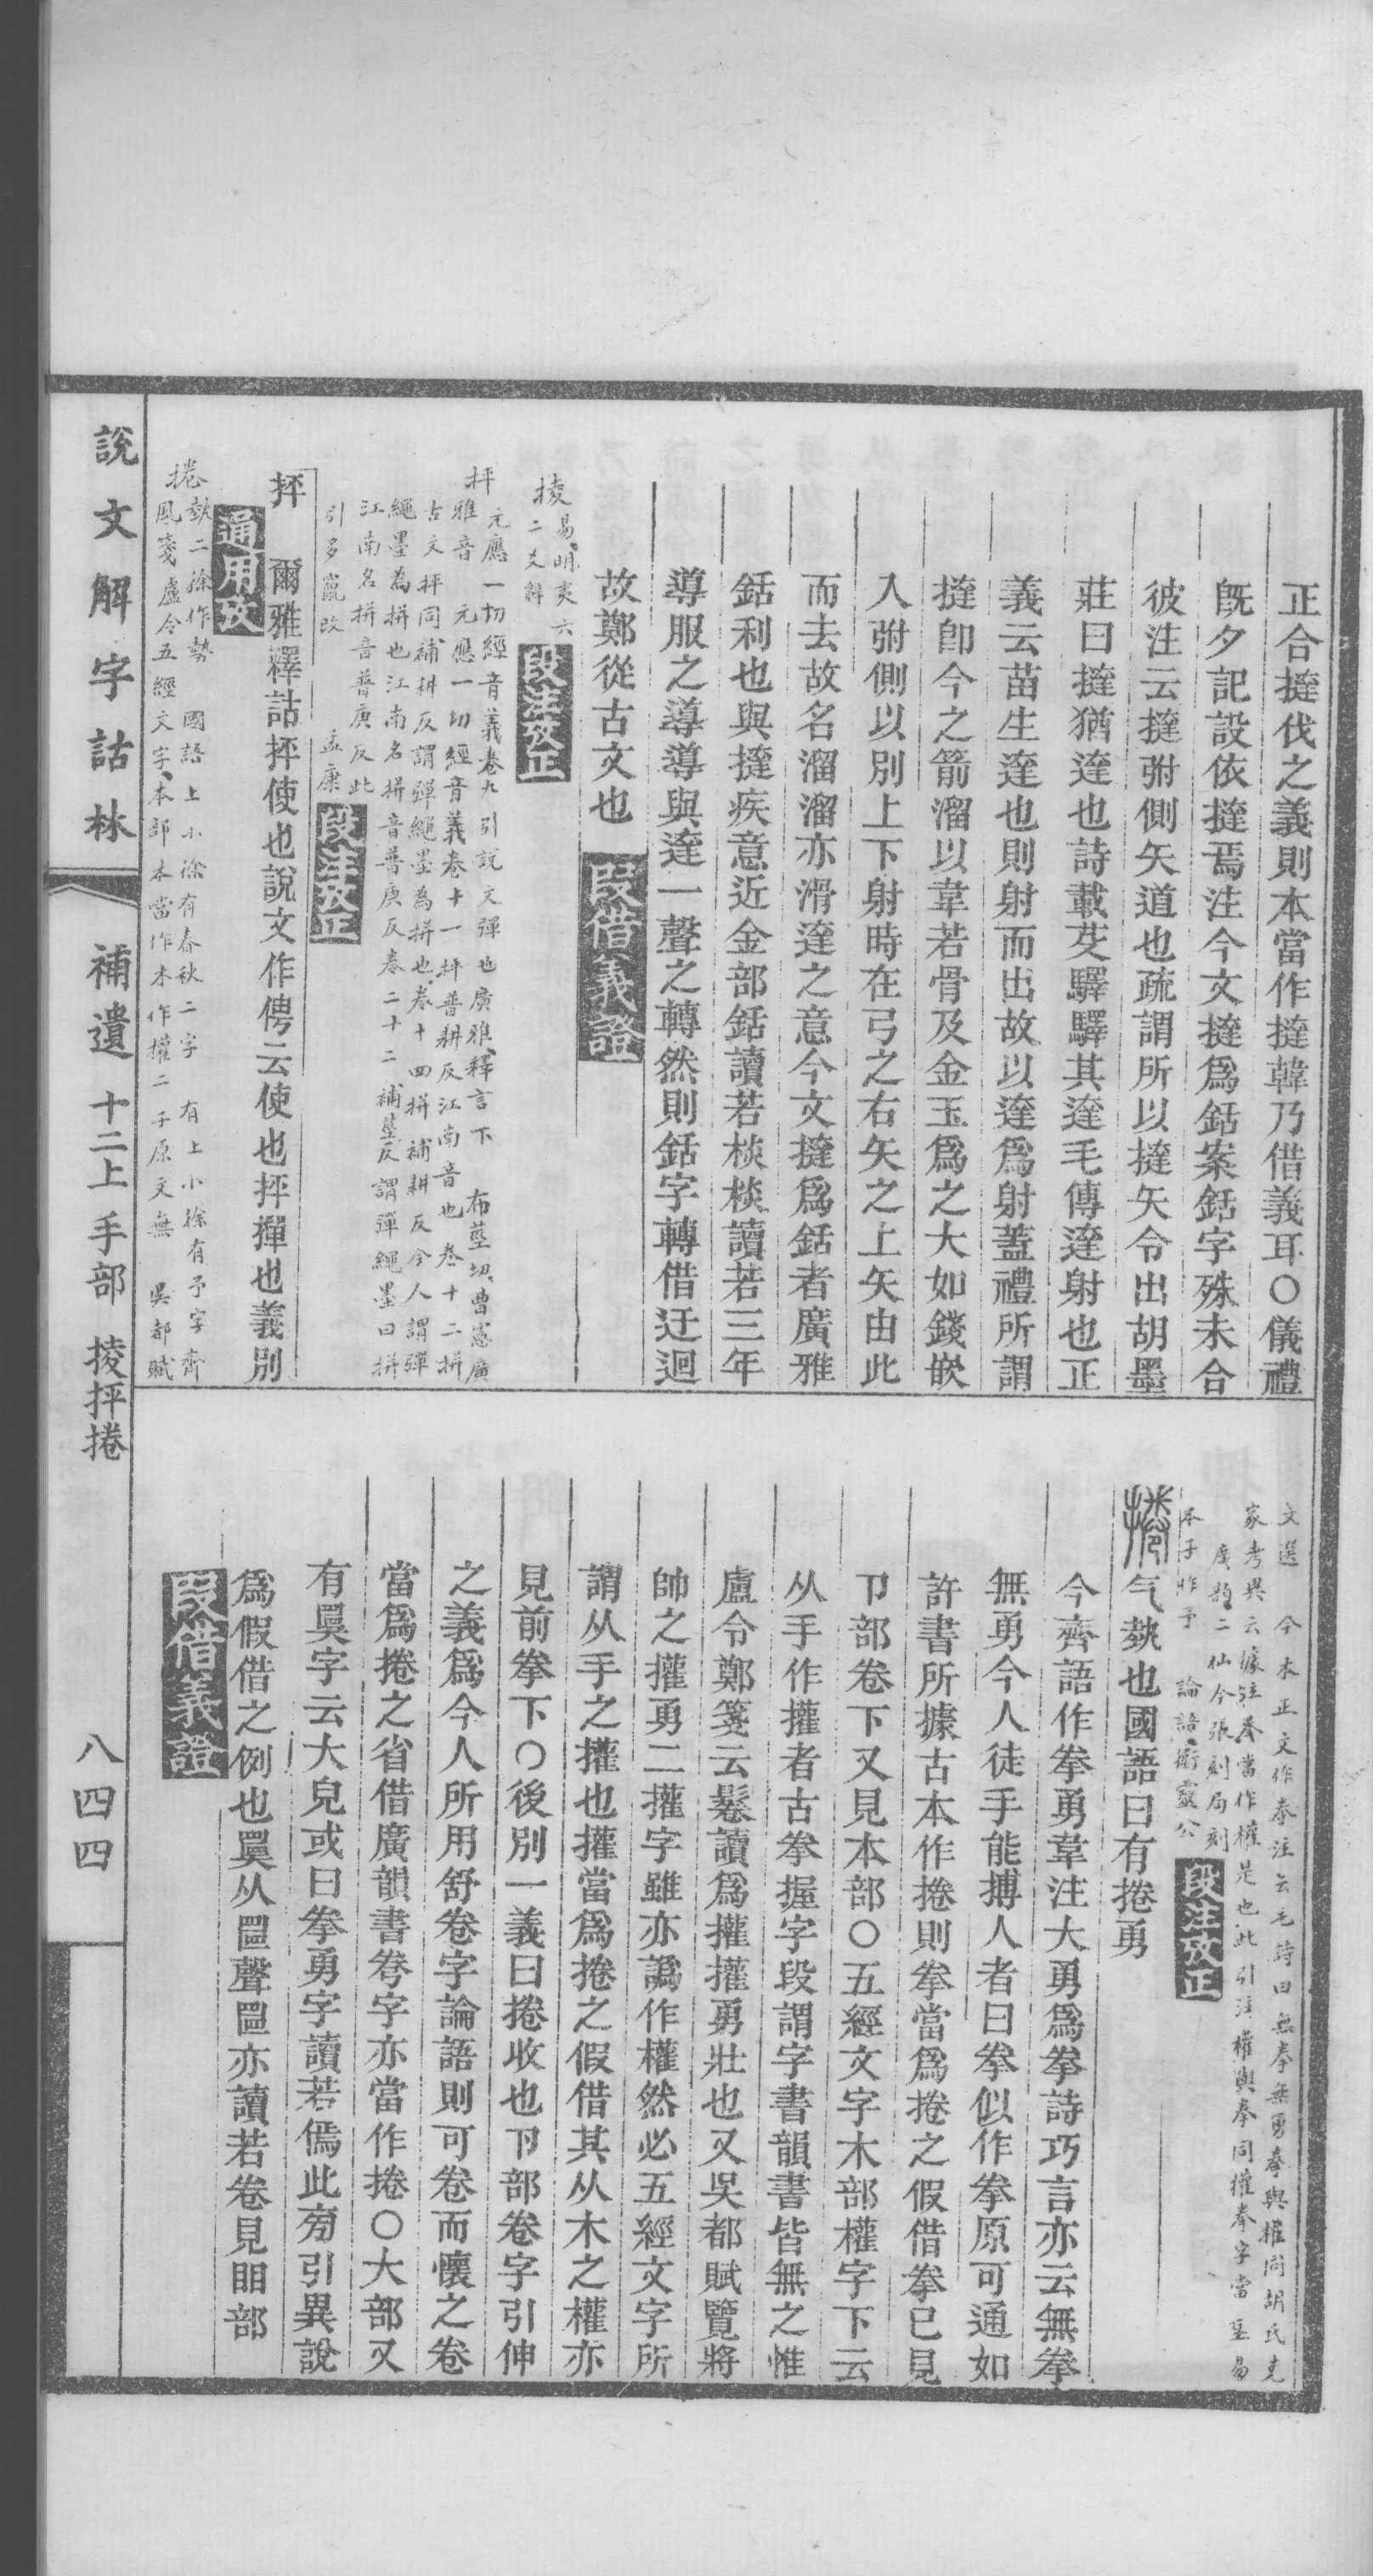 正合撻伐之義則本當作撻韓乃借義耳〇儀禮
旣夕記設依撻焉注今文撻爲銛案銛字殊未合
彼注云撻弣側矢道也疏謂所以撻矢令出胡墨
莊曰撻猶達也詩載芟驛驛其達毛傳達射也正
義云苗生達也則射而出故以達爲射蓋禮所謂
撻卽今之箭溜以韋若骨及金玉爲之大如錢嵌
入弣側以別上下射時在弓之右矢之上矢由此
而去故名溜溜亦滑達之意今文撻爲銛者廣雅
銛利也與撻疾意近金部銛讀若棪棪讀若三年
導服之導導與達一聲之轉然則銛字轉借迂迴
故鄭從古文也 叚借義證
掕 易、明夷六
二爻辭 段注攷正
抨 元應一切經音義卷九引說文彈也廣雅、釋言下 布莖切、曹憲廣
雅音 元應一切經音義卷十一抨普耕反江南音也 卷十二拼
古文抨同補耕反謂彈繩墨為拼也、卷十四拼補耕反今人謂彈
繩墨為拼也江南名拼音普庚反卷二十二補莖反謂彈繩墨曰拼
江南名拼音普庚反此
引多竄改 孟康 段注攷正
抨 爾雅釋詁抨使也說文作俜云使也抨撣也義別
通用攷
捲 埶二徐作勢 國語上小徐有春秋二字 有上小徐有予字 齊
風箋盧令五經文字、本部本當作木作權二子原文無 吳都賦
文選 今本正文作拳注云毛詩曰無拳無勇拳與權同胡氏克
家考異云據注拳當作權是也此引注權與拳同權拳字當互易
廣韵二仙今張刻局刻
本子作予 論語、衛靈公 段注攷正
捲 气埶也國語曰有捲勇
今齊語作拳勇韋注大勇爲拳詩巧言亦云無拳
無勇今人徒手能搏人者曰拳似作拳原可通如
許書所據古本作捲則拳當爲捲之假借拳已見
卪部卷下又見本部〇五經文字木部權字下云
从手作攉者古拳握字段謂字書韻書皆無之惟
盧令鄭箋云鬈讀爲攉攉勇壯也又吳都賦覽將
帥之攉勇二攉字雖亦譌作權然必五經文字所
謂从手之攉也攉當爲捲之假借其从木之權亦
見前拳下〇後別一義曰捲收也卪部卷字引伸
之義爲今人所用舒卷字論語則可卷而懷之卷
當爲捲之省借廣韻書弮字亦當作捲〇大部又
有奰字云大皃或曰拳勇字讀若傿此旁引異說
爲假借之例也奰从𥃩聲𥃩亦讀若卷見䀠部
叚借義證
說文解字詁林 補遺 十二上 手部 掕抨捲 八四四